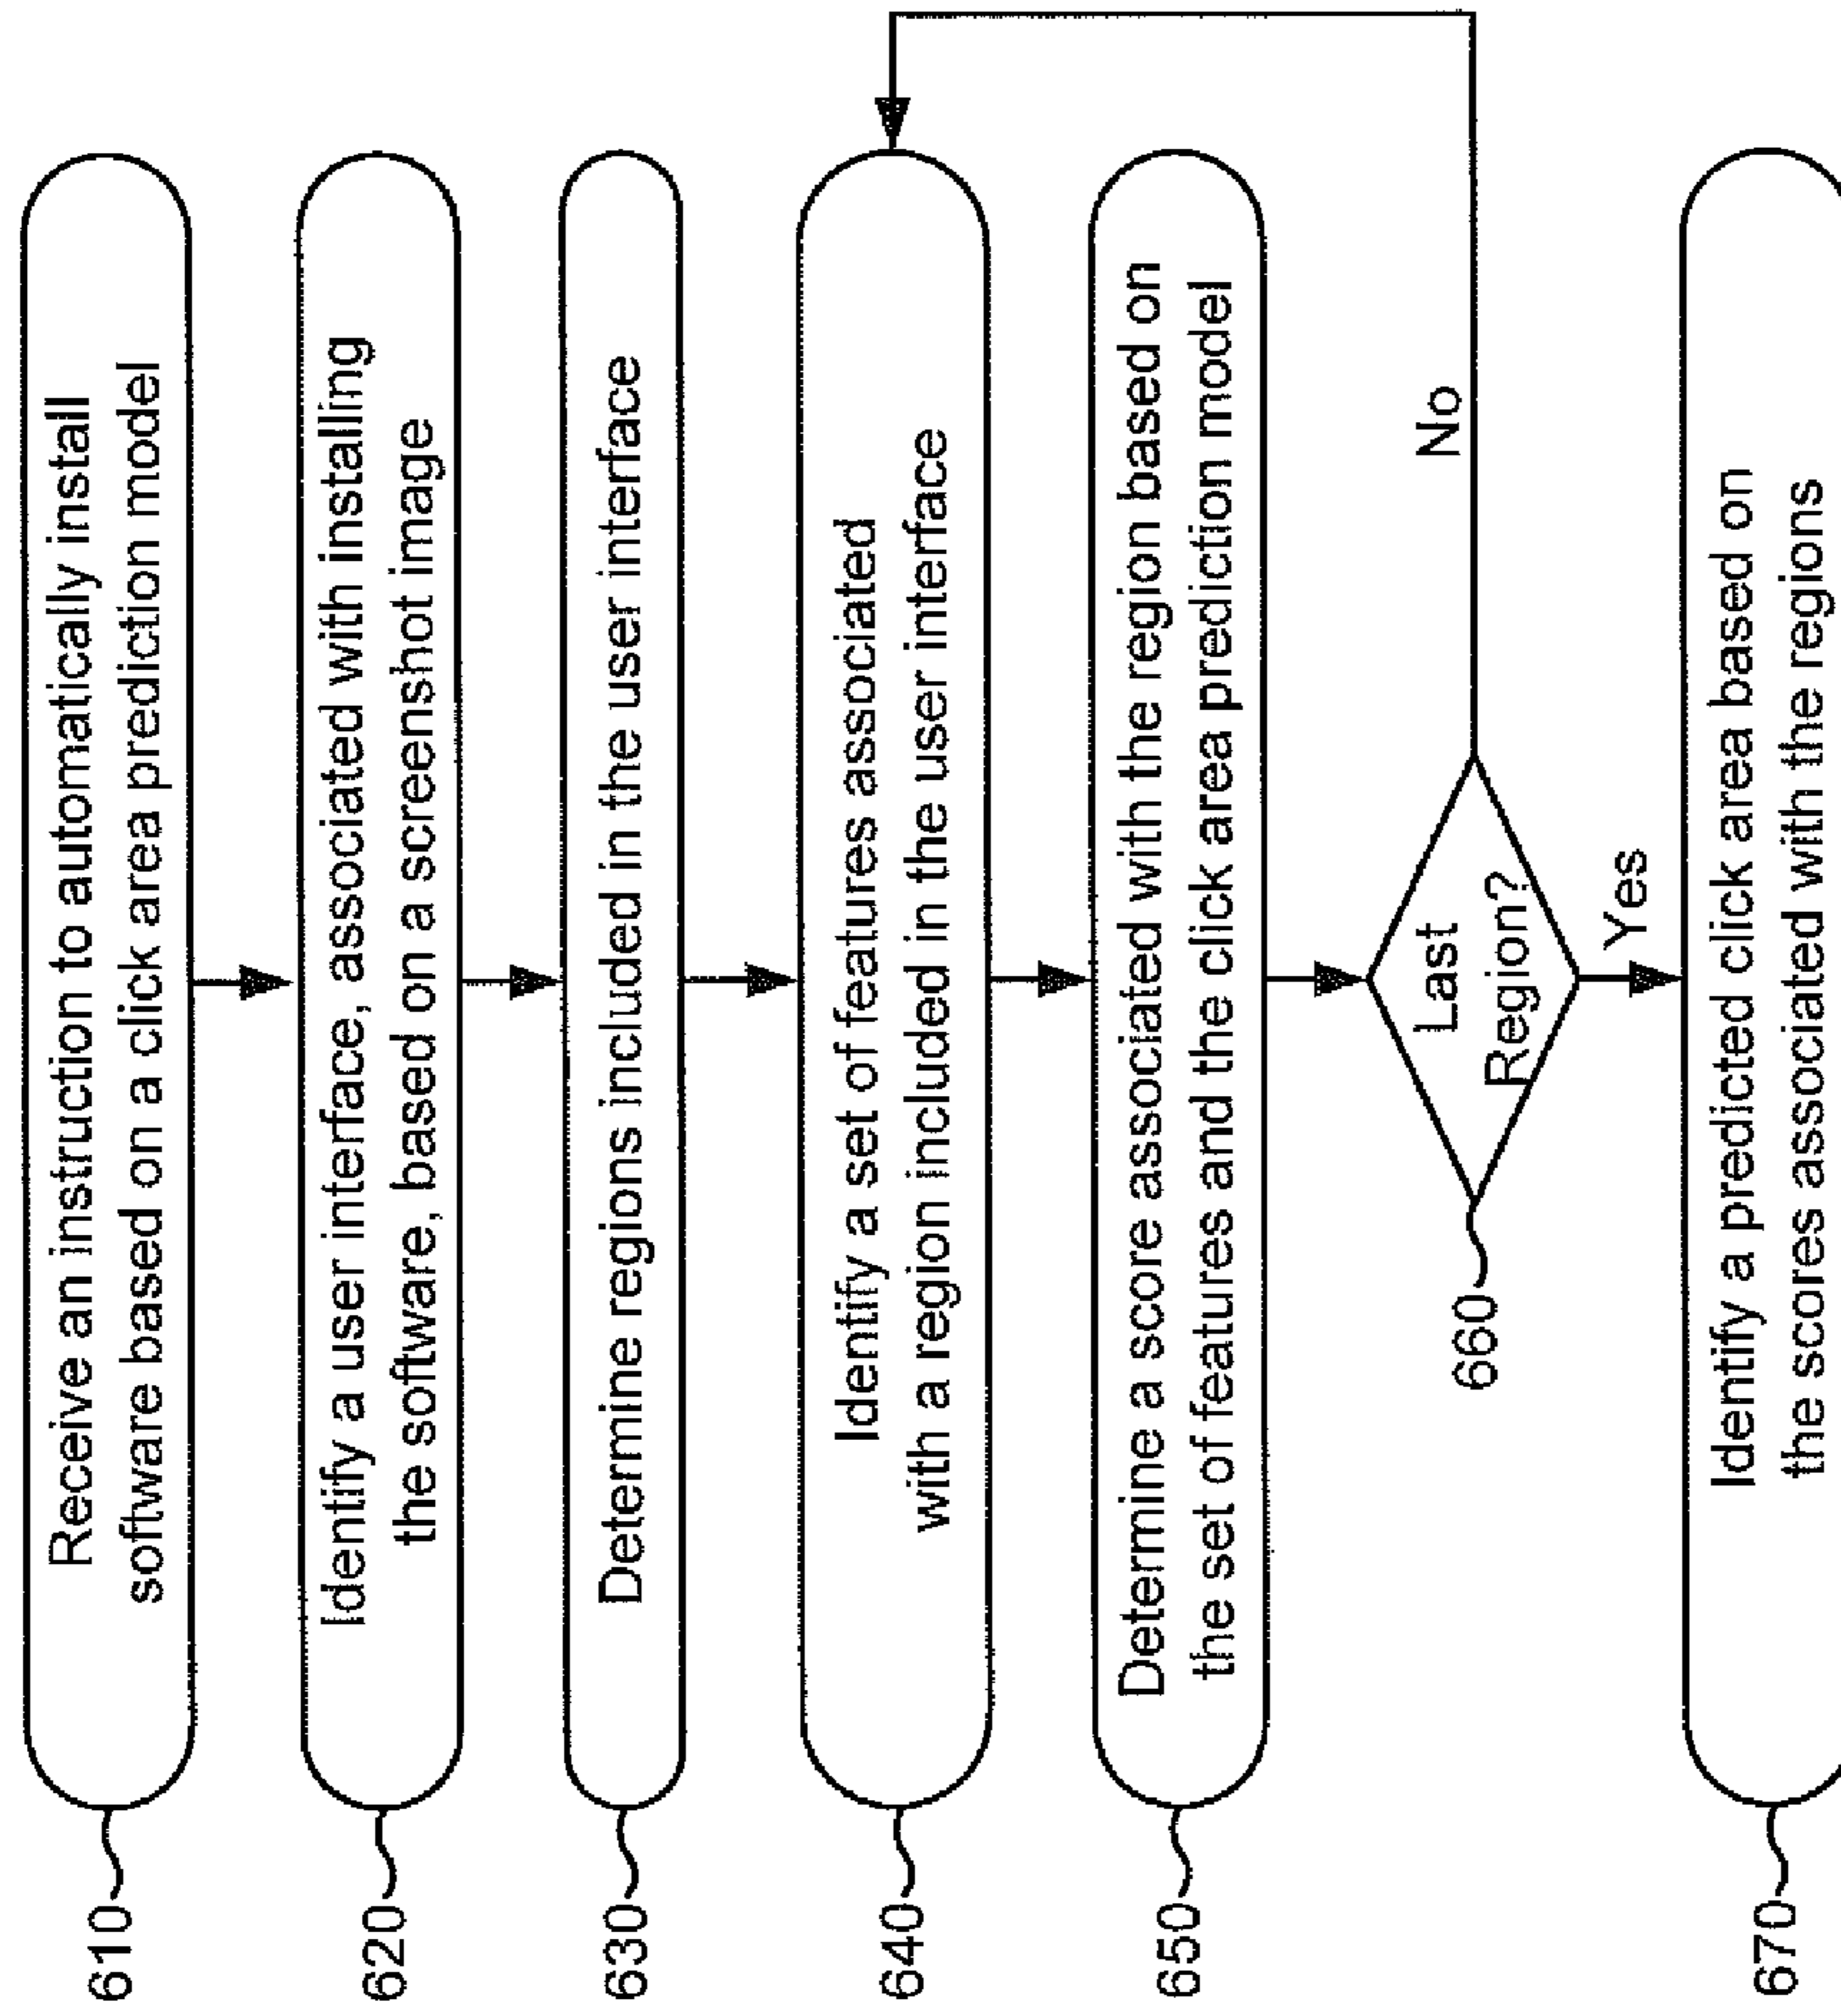 610
Receive an instruction to automatically install
software based on a click area prediction model
620
Identify a user interface, associated with installing
the software, based on a screenshot image
630
Determine regions included in the user interface
640
Identify a set of features associated
with a region included in the user interface
650
Determine a score associated with the region based on
the set of features and the click area prediction model
660
Last
Region?
No
Yes
670
Identify a predicted click area based on
the scores associated with the regions